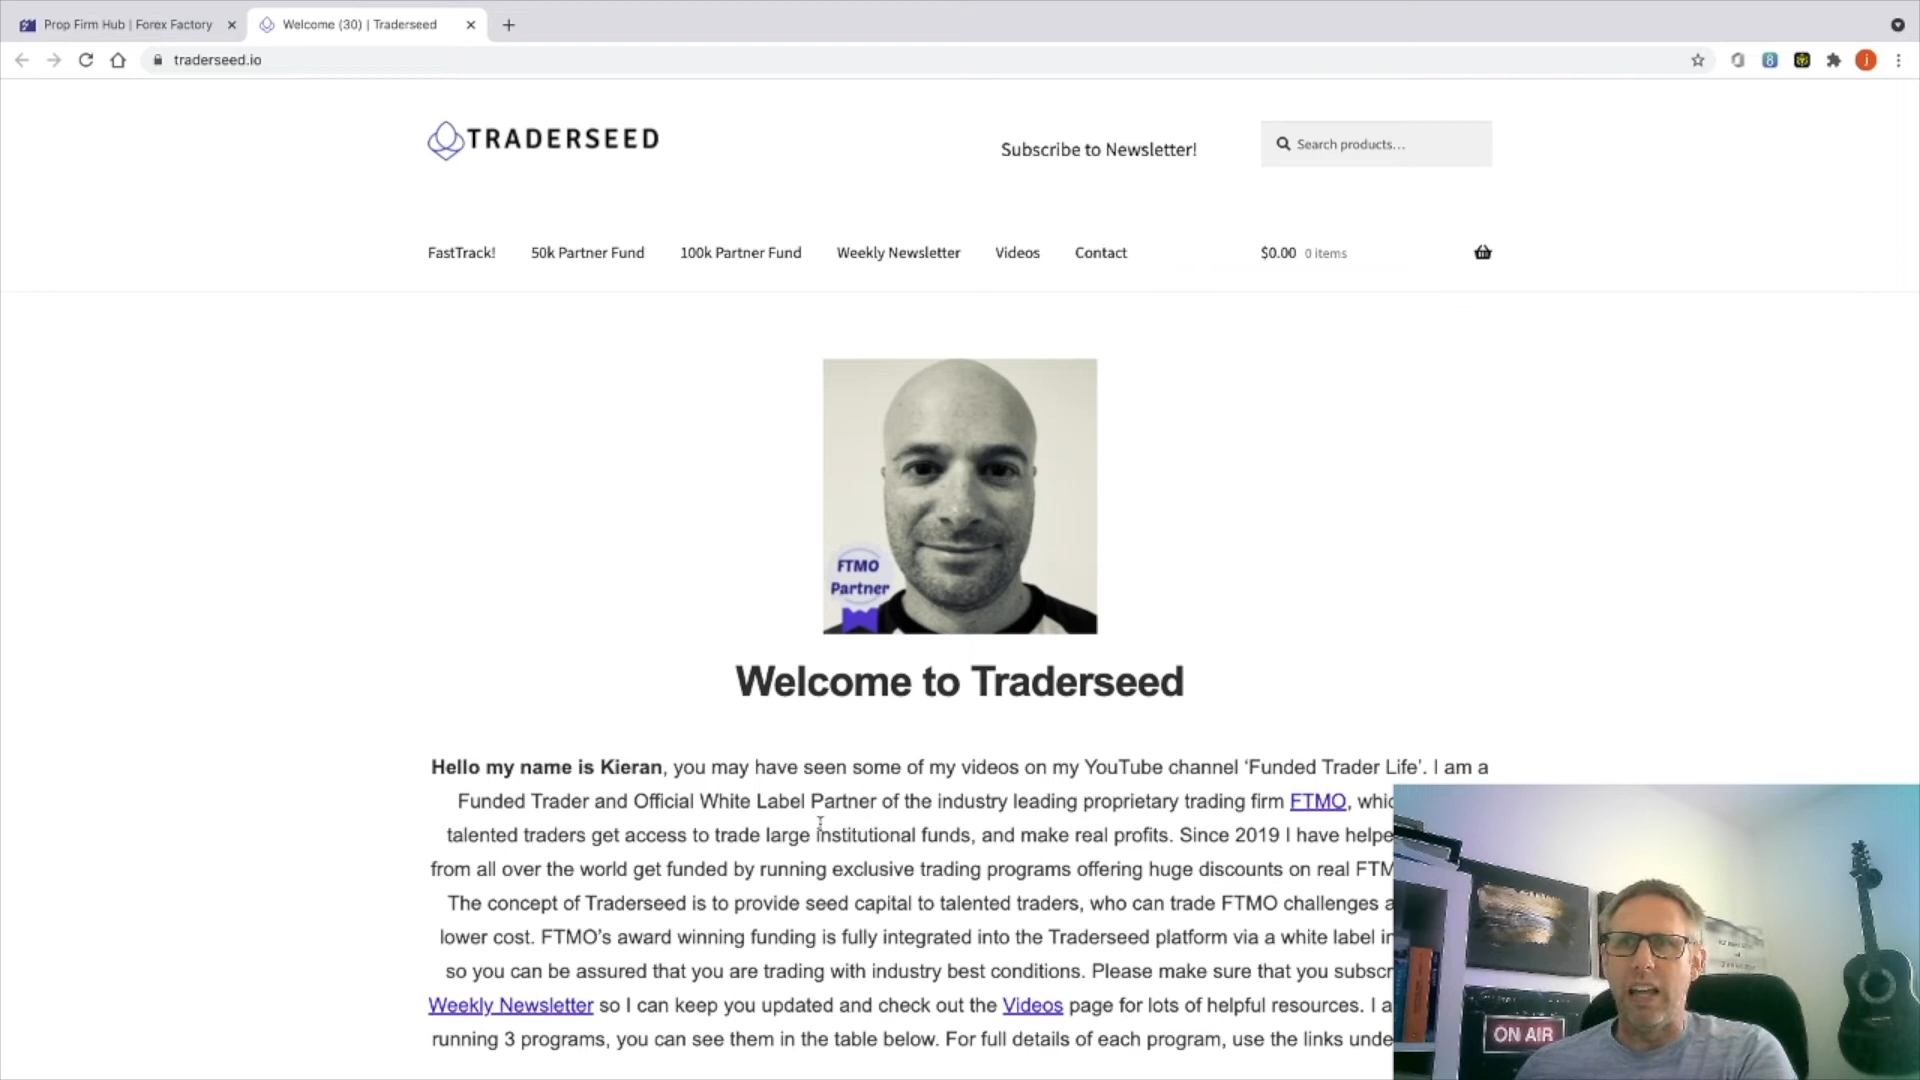 Prop Firm Hub | Forex Factory
Welcome (30) | Traderseed
traderseed.io
j
TRADERSEED
Subscribe to Newsletter!
Search products…
FastTrack!
50k Partner Fund
100k Partner Fund
Weekly Newsletter
Videos
Contact
$0.00 0 items
FTMO
Partner
Welcome to Traderseed
Hello my name is Kieran, you may have seen some of my videos on my YouTube channel ‘Funded Trader Life’. I am a
Funded Trader and Official White Label Partner of the industry leading proprietary trading firm FTMO, whic
talented traders get access to trade large institutional funds, and make real profits. Since 2019 I have helpe
from all over the world get funded by running exclusive trading programs offering huge discounts on real FTM
The concept of Traderseed is to provide seed capital to talented traders, who can trade FTMO challenges a
lower cost. FTMO’s award winning funding is fully integrated into the Traderseed platform via a white label in
so you can be assured that you are trading with industry best conditions. Please make sure that you subscr
Weekly Newsletter so I can keep you updated and check out the Videos page for lots of helpful resources. I a
running 3 programs, you can see them in the table below. For full details of each program, use the links unde
ON AIR